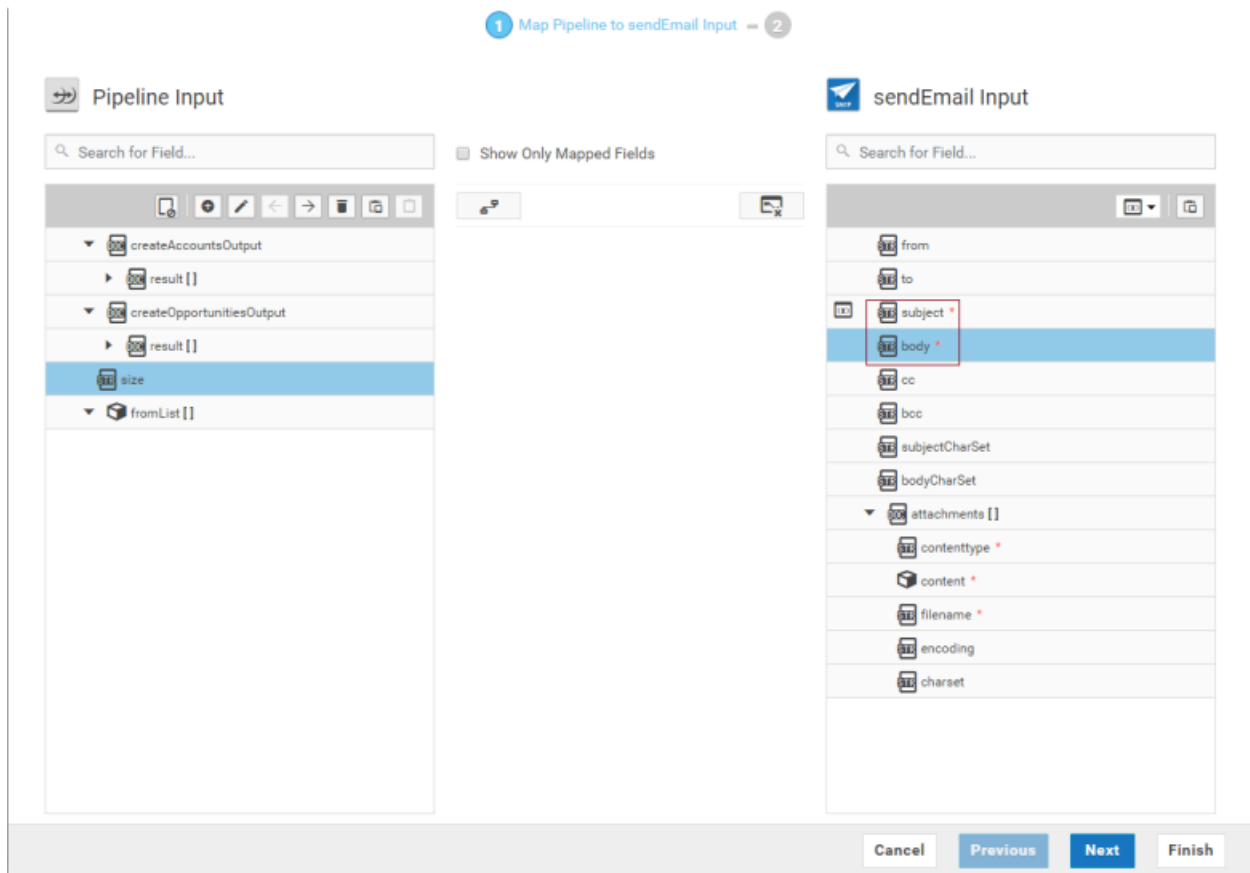 1 Map Pipeline to sendEmail Input – 2
Pipeline Input
sendEmail Input
Search for Field...
Show Only Mapped Fields
Search for Field...
createAccountsOutput
result [ ]
createOpportunitiesOutput
result [ ]
size
fromList [ ]
from
to
subject *
body *
cc
bcc
subjectCharSet
bodyCharSet
attachments [ ]
contenttype *
content *
filename *
encoding
charset
Cancel Previous Next Finish